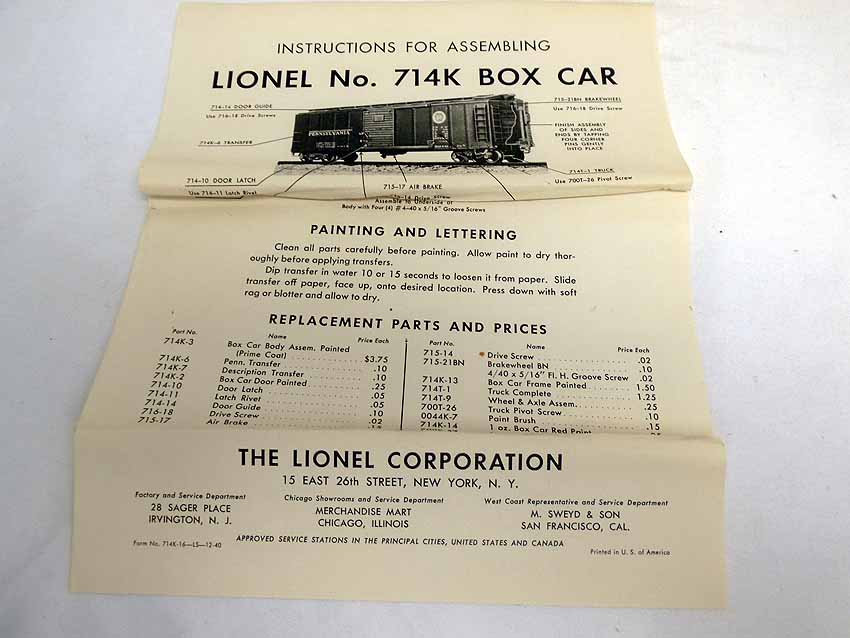 INSTRUCTIONS FOR ASSEMBLING
LIONEL No. 714K BOX CAR
714-14 DOOR GUIDE
Use 716-18 Drive Screws
715-21BN BRAKEWHEEL
Use 716-18 Drive Screws
714K-6 TRANSFER
PENNSYLVANIA
FINISH ASSEMBLY
OF SIDES AND
ENDS BY TAPPING
FOUR CORNER
PINS GENTLY
INTO PLACE
714-10 DOOR LATCH
Use 714-11 Latch Rivet
715-17 AIR BRAKE
714T-1 TRUCK
Use 700T-26 Pivot Screw
Assemble to Underside of
Body with Four (4) # 4-40 x 5/16" Groove Screws
PAINTING AND LETTERING
Clean all parts carefully before painting. Allow paint to dry thor-
oughly before applying transfers.
Dip transfer in water 10 or 15 seconds to loosen it from paper. Slide
transfer off paper, face up, onto desired location. Press down with soft
rag or blotter and allow to dry.
REPLACEMENT PARTS AND PRICES
Part No. Name Price Each
714K-3 Box Car Body Assem. Painted
(Prime Coat) $3.75
714K-6 Penn. Transfer .10
714K-7 Description Transfer .10
714K-2 Box Car Door Painted .25
714-10 Door Latch .05
714-11 Latch Rivet .05
714-14 Door Guide .10
716-18 Drive Screw .02
715-17 Air Brake
Part No. Name Price Each
715-14 Drive Screw .02
715-21BN Brakewheel BN .10
4/40 x 5/16" Fl. H. Groove Screw .02
714K-13 Box Car Frame Painted 1.50
714T-1 Truck Complete 1.25
714T-9 Wheel & Axle Assem. .25
700T-26 Truck Pivot Screw .10
0044K-7 Paint Brush .15
714K-14 1 oz. Box Car Red Paint
THE LIONEL CORPORATION
15 EAST 26th STREET, NEW YORK, N. Y.
Factory and Service Department
28 SAGER PLACE
IRVINGTON, N. J.
Chicago Showrooms and Service Department
MERCHANDISE MART
CHICAGO, ILLINOIS
West Coast Representative and Service Department
M. SWEYD & SON
SAN FRANCISCO, CAL.
APPROVED SERVICE STATIONS IN THE PRINCIPAL CITIES, UNITED STATES AND CANADA
Form No. 714K-16—LS—12-40
Printed in U. S. of America